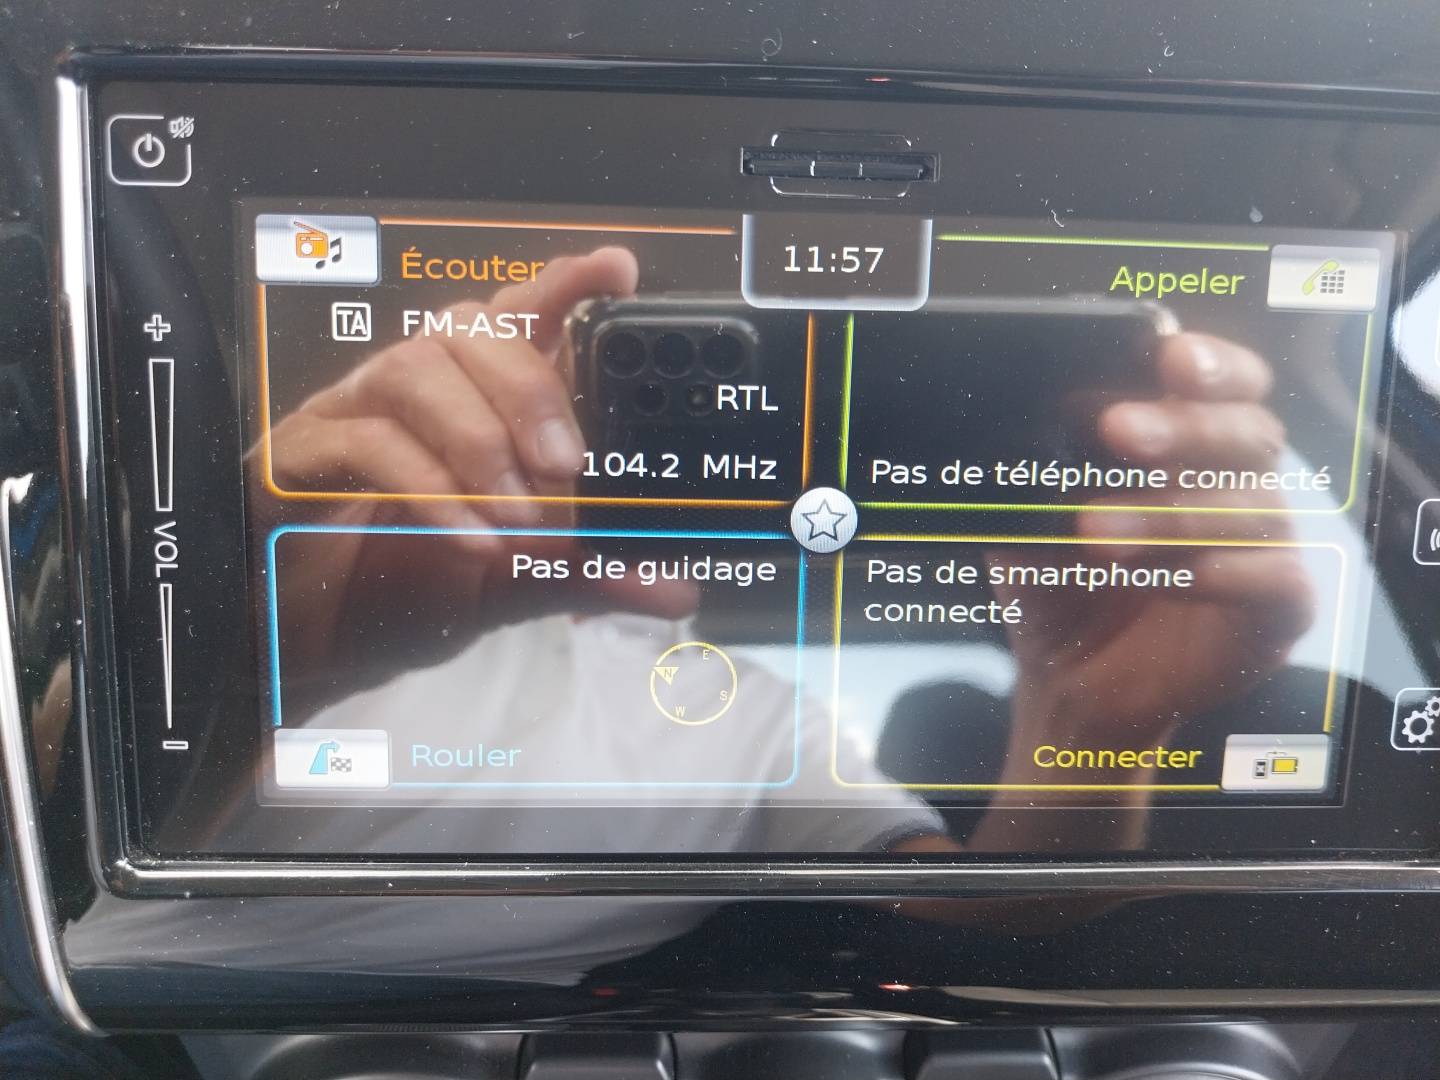 11:57
Écouter
TA FM-AST
RTL
104.2 MHz
Appeler
Pas de téléphone connecté
Pas de guidage
N
E
S
W
Rouler
Pas de smartphone
connecté
Connecter
+
VOL
-